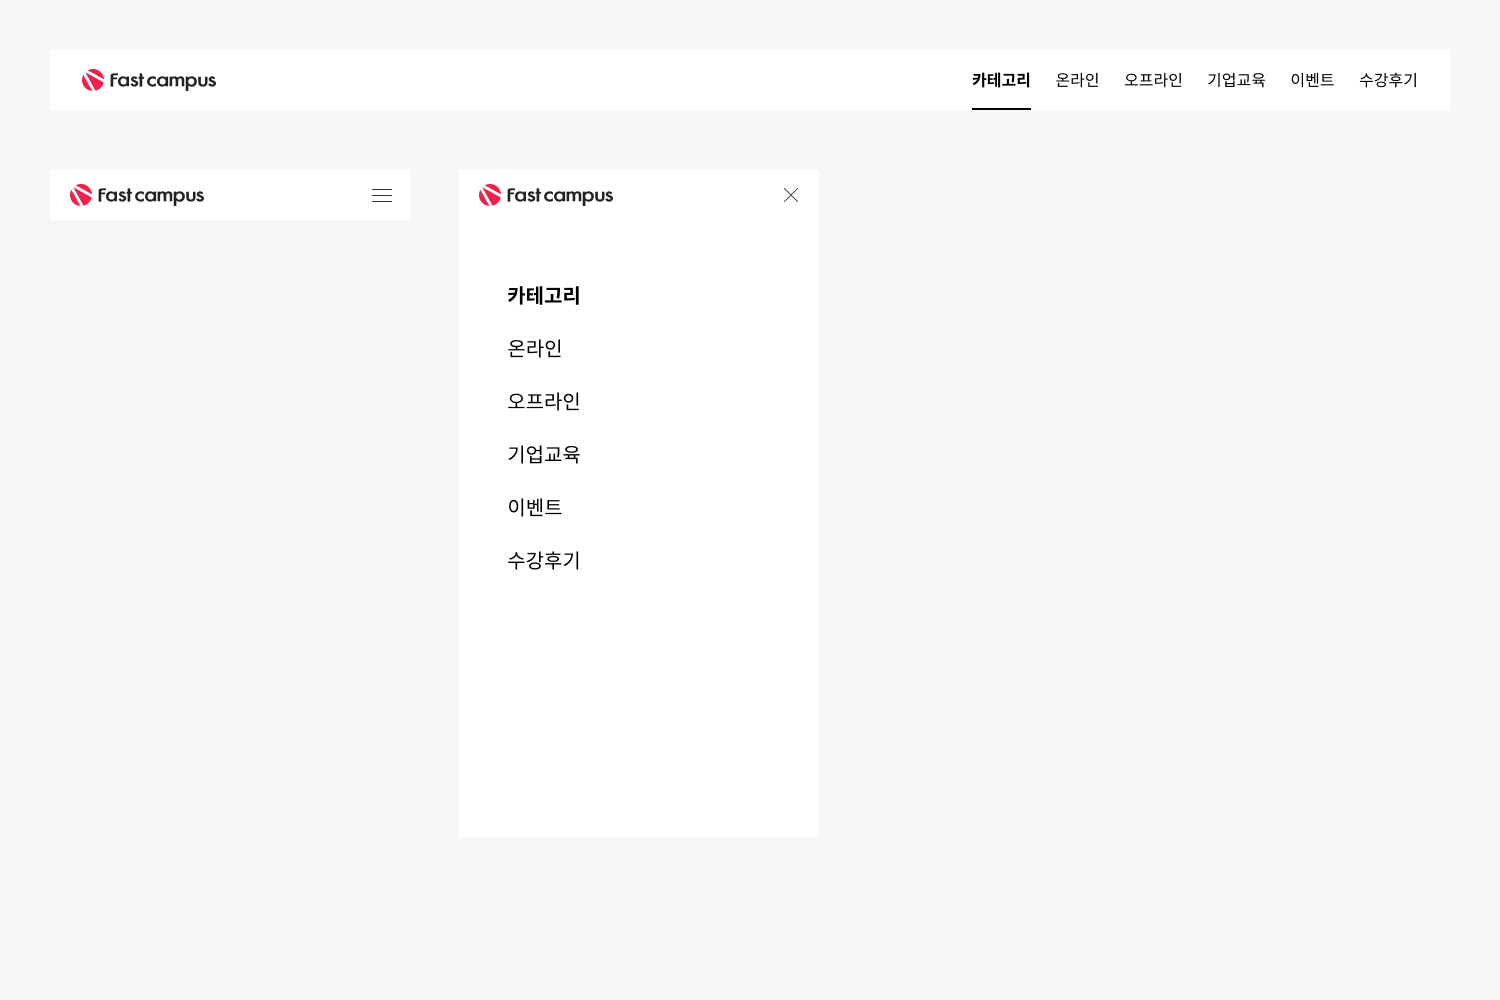 Fast campus 카테고리 온라인 오프라인 기업교육 이벤트 수강후기
Fast campus
Fast campus
카테고리
온라인
오프라인
기업교육
이벤트
수강후기